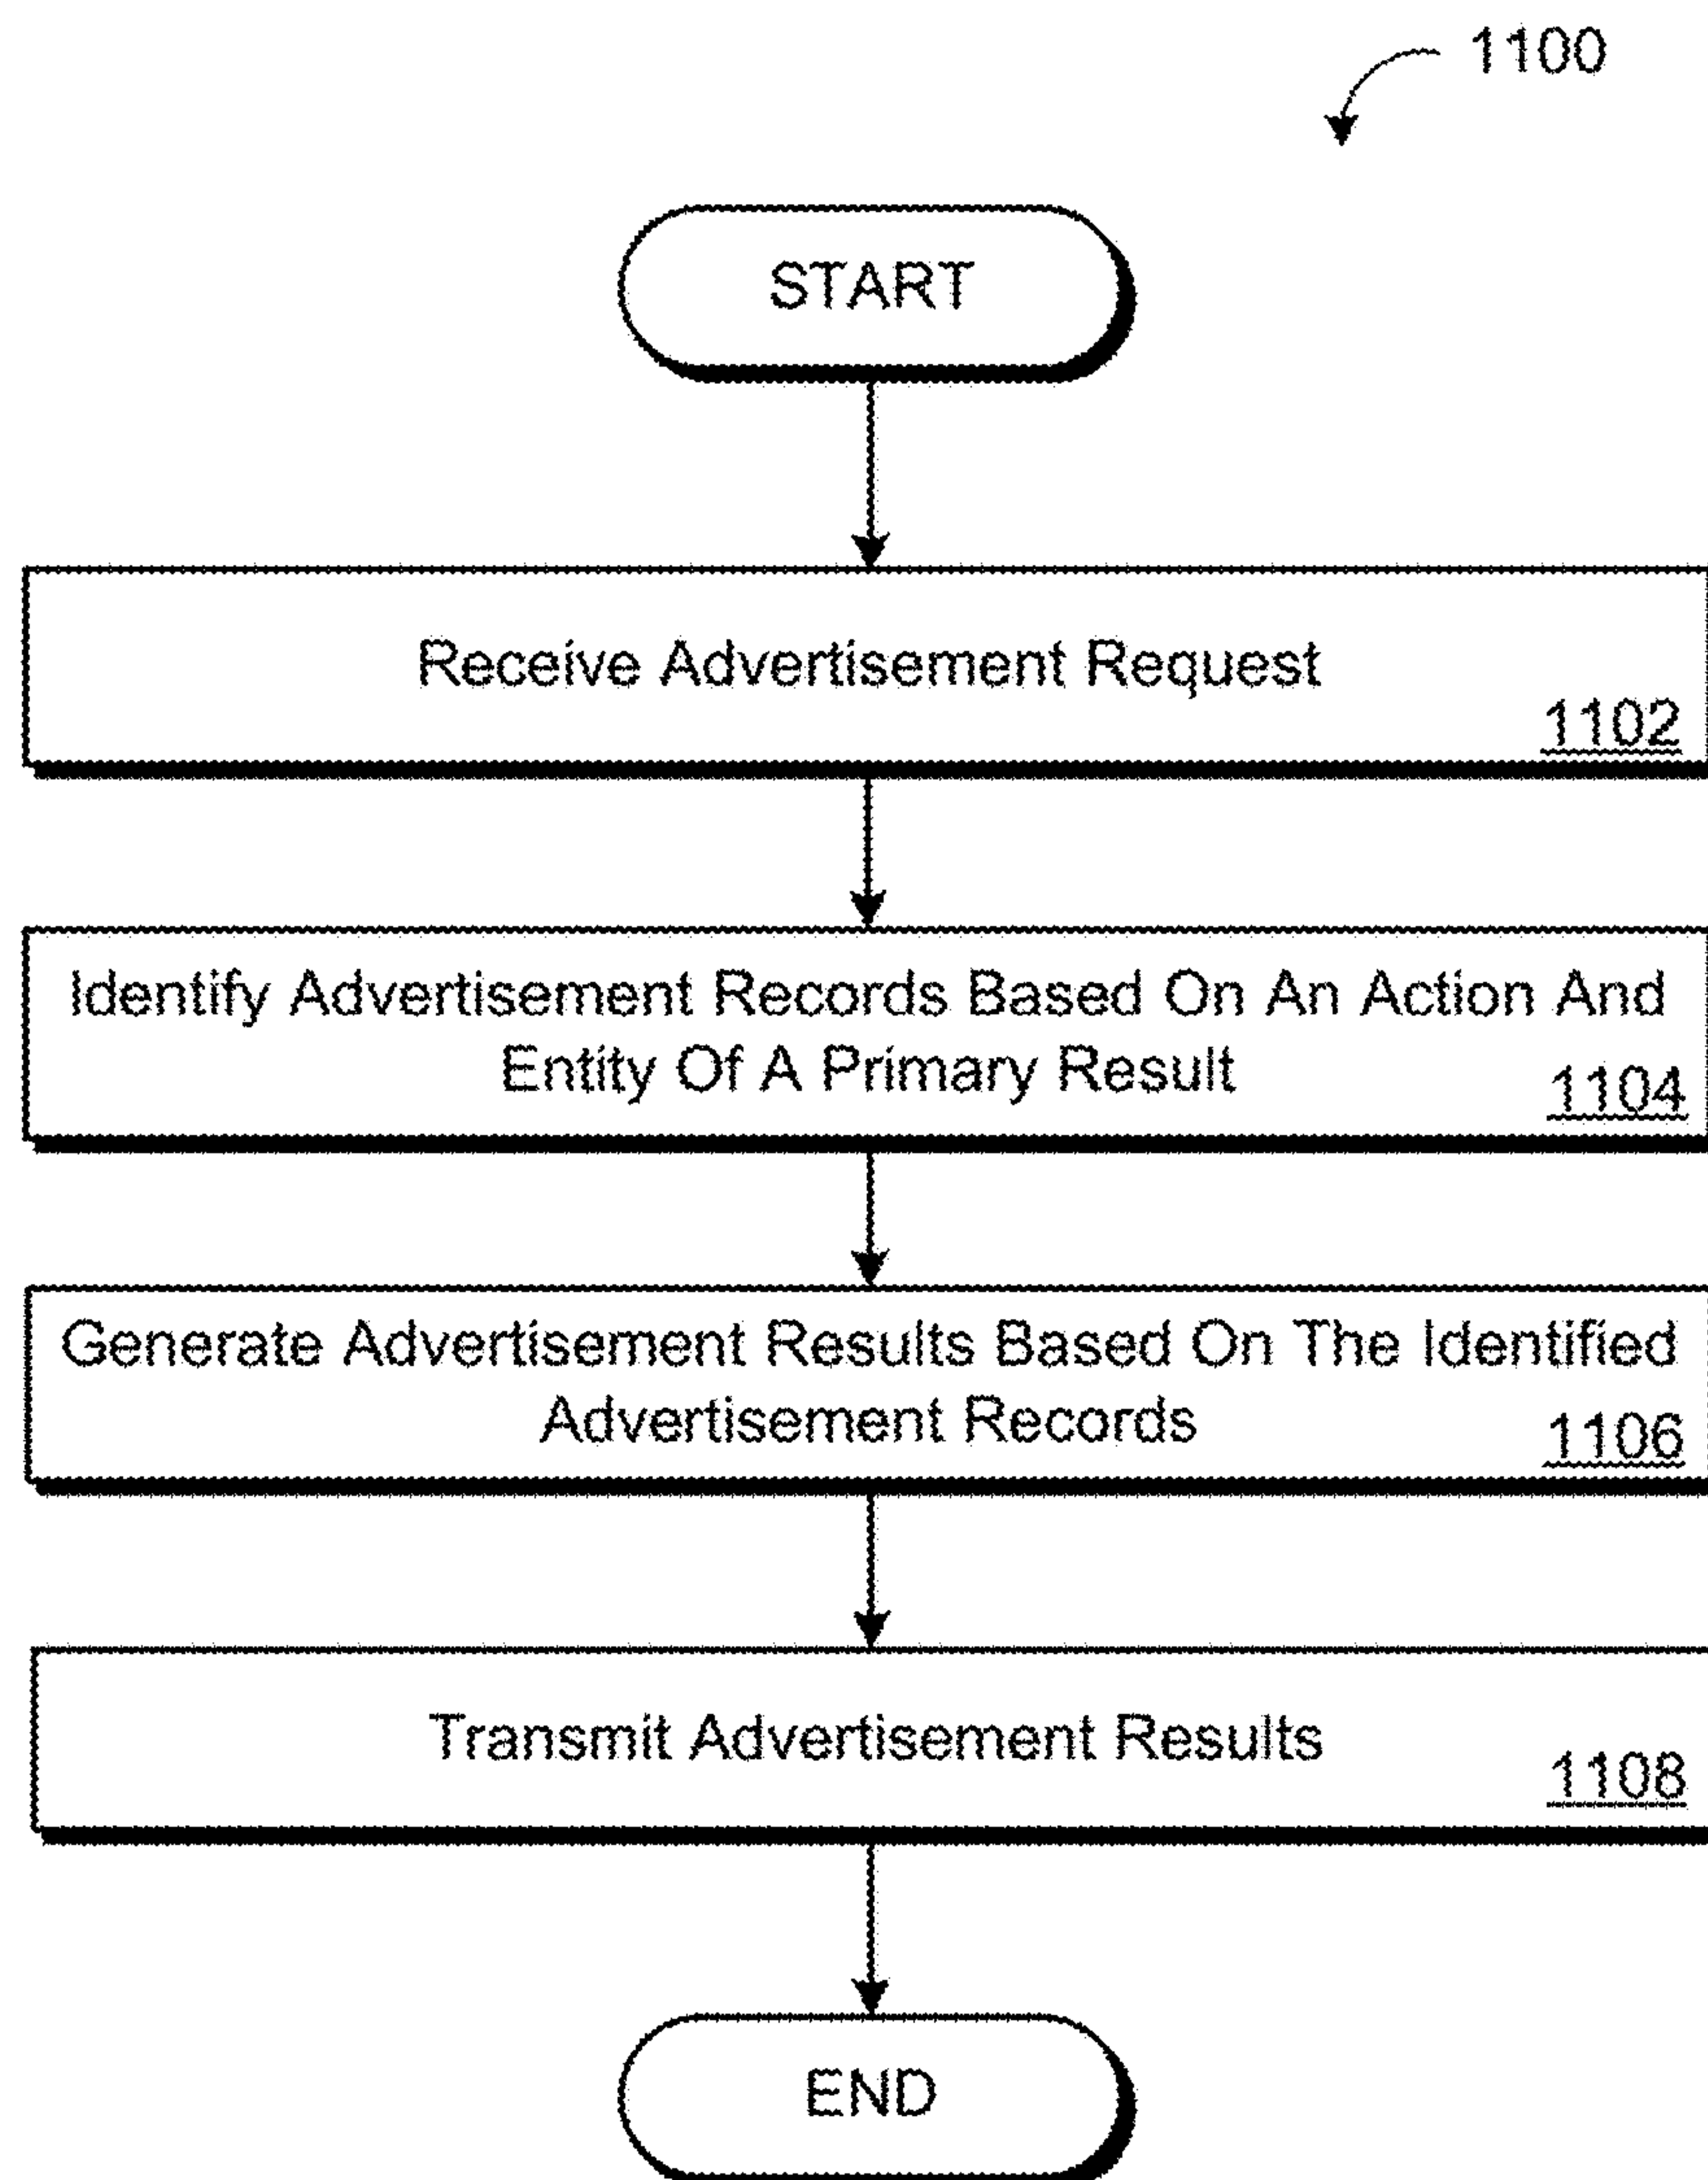 1100
START
Receive Advertisement Request
1102
Identify Advertisement Records Based On An Action And
Entity Of A Primary Result
1104
Generate Advertisement Results Based On The Identified
Advertisement Records
1106
Transmit Advertisement Results
1108
END